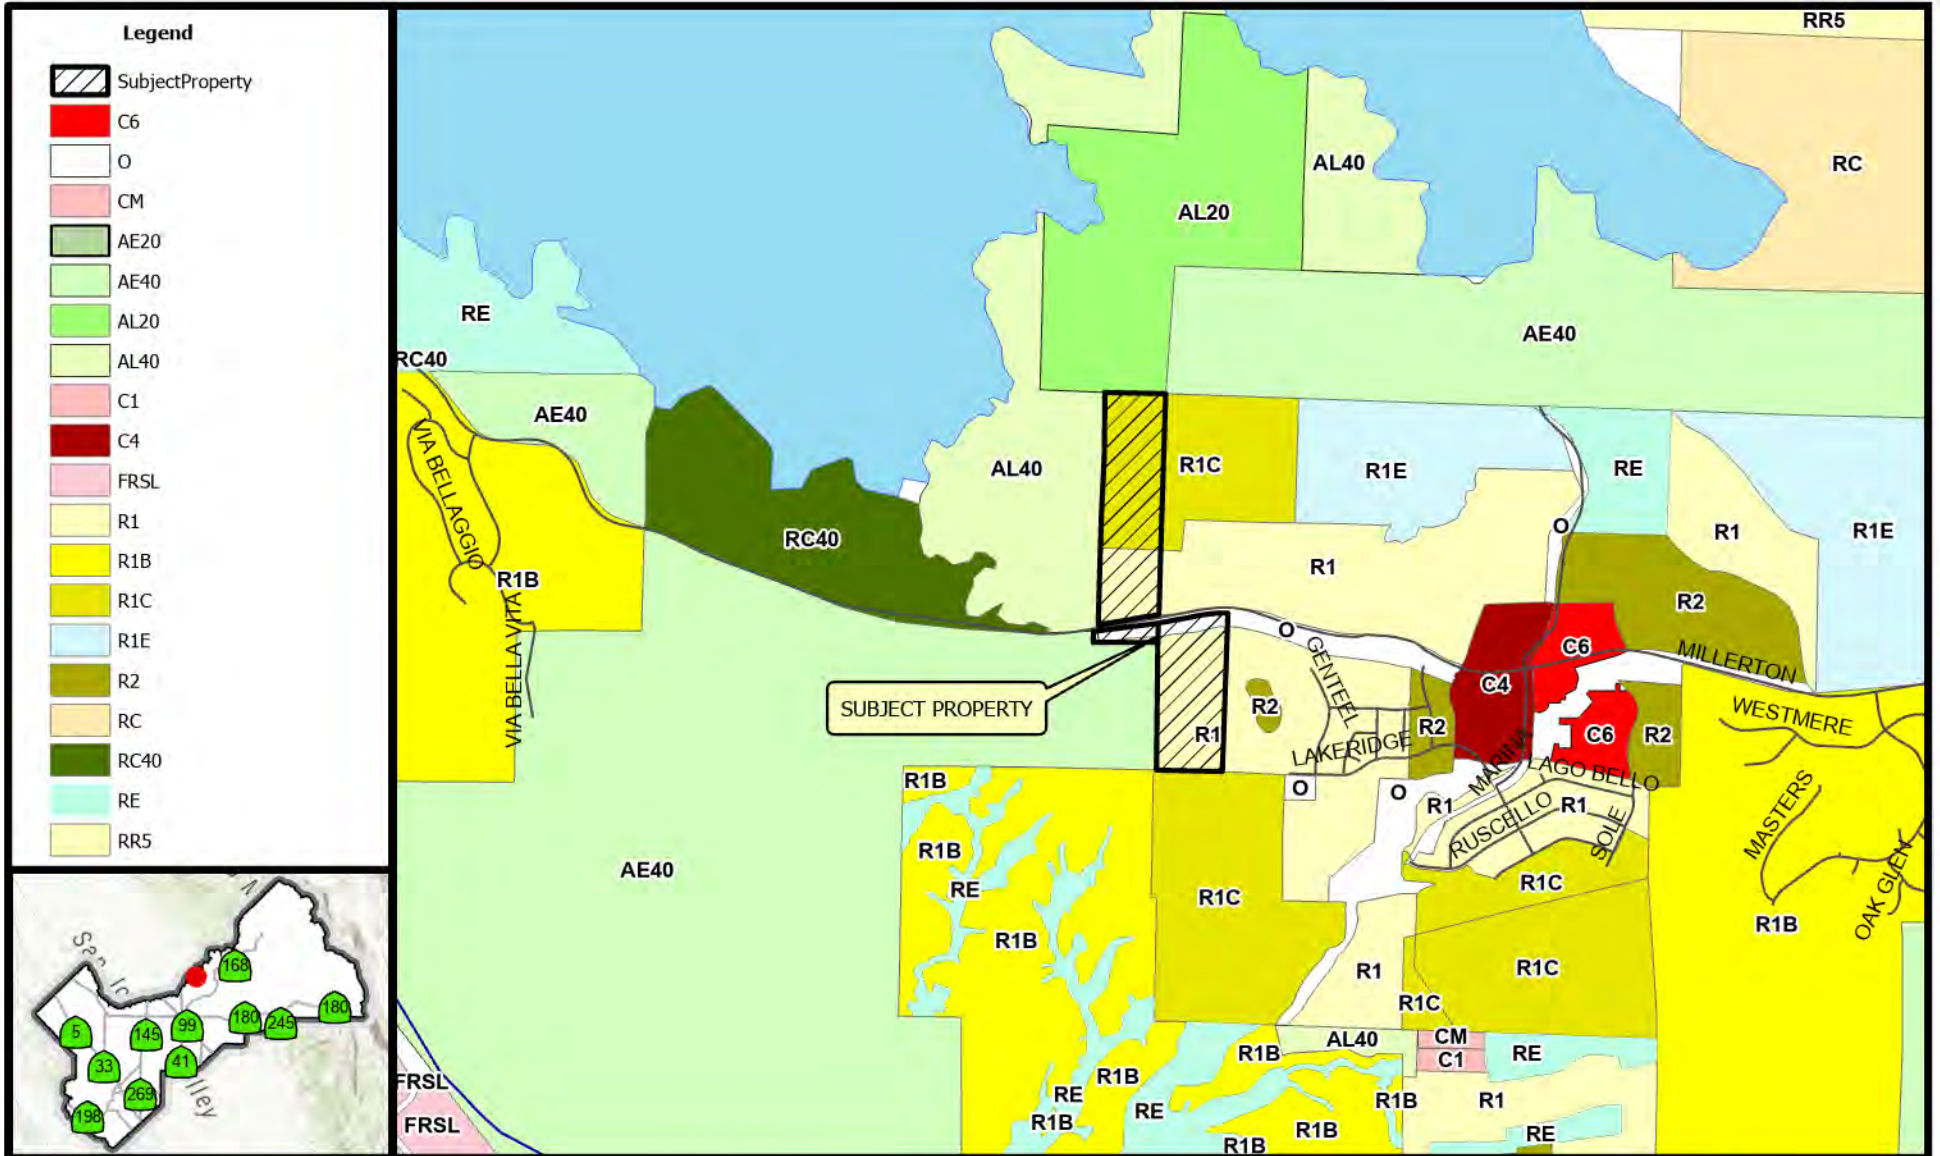 Legend
SubjectProperty
C6
O
CM
AE20
AE40
AL20
AL40
C1
C4
FRSL
R1
R1B
R1C
R1E
R2
RC
RC40
RE
RR5
168
180
180
245
99
145
5
33
41
269
198
RR5
RC
AL40
AL20
RE
AE40
RC40
AE40
AL40
R1C
R1E
RE
R1
R1E
O
RC40
R1
VIA BELLAGGIO
R1B
R2
VIA BELLA VITA
O
GENTEEL
C6
MILLERTON
C4
SUBJECT PROPERTY
R2
R1
R2
C6
R2
WESTMERE
LAKERIDGE
MARINA
LAGO BELLO
R1B
O
O
R1
RUSCELLO
R1
SOLE
MASTERS
OAK GLEN
R1B
AE40
RE
R1C
R1C
R1B
R1B
R1
R1C
R1C
CM
AL40
C1
RE
R1B
R1B
RE
RE
R1B
R1
R1B
R1B
RE
R1B
FRSL
FRSL